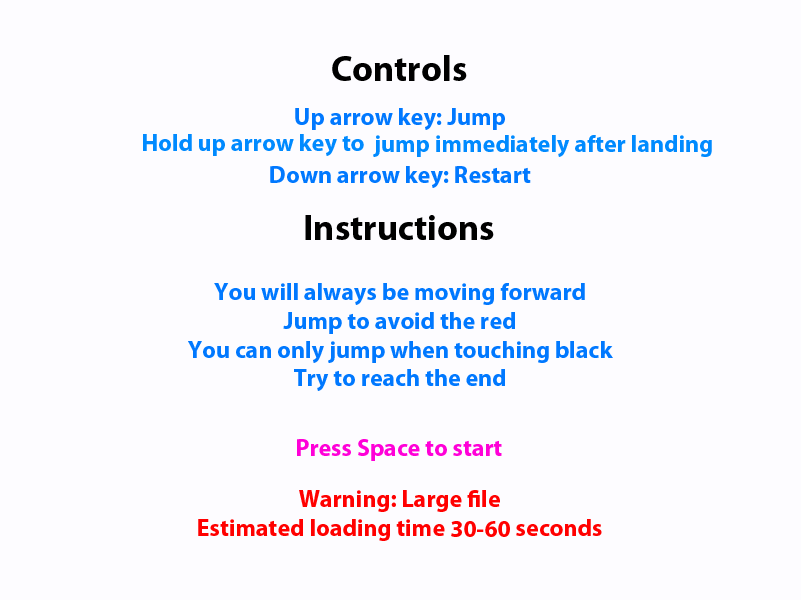 Controls
Up arrow key: Jump
Hold up arrow key to jump immediately after landing
Down arrow key: Restart
Instructions
You will always be moving forward
Jump to avoid the red
You can only jump when touching black
Try to reach the end
Press Space to start
Warning: Large file
Estimated loading time 30-60 seconds